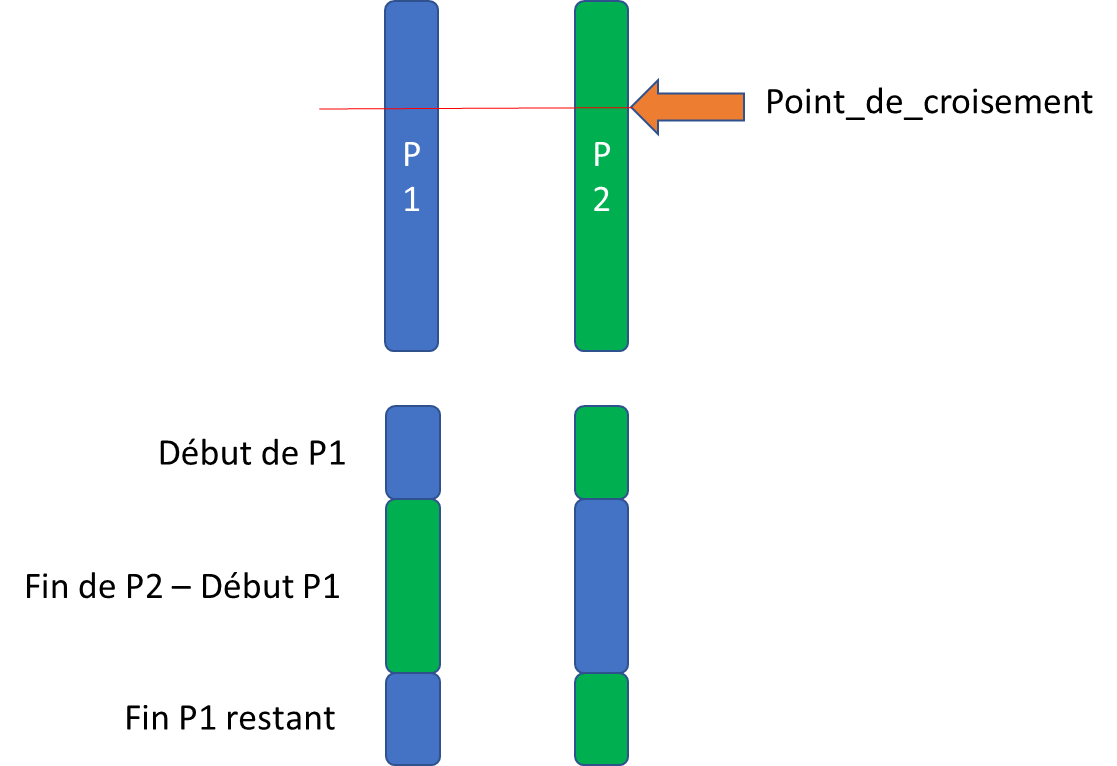 Point_de_croisement
P
1
P
2
Début de P1
Fin de P2 – Début P1
Fin P1 restant